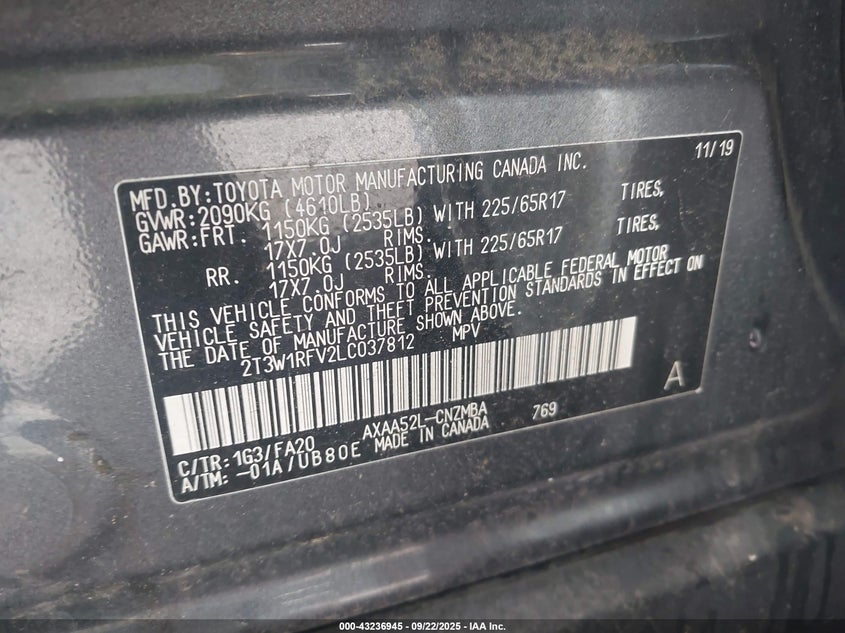 11/19
MFD.BY:TOYOTA MOTOR MANUFACTURING CANADA INC.
GVWR:2090KG (4610LB)
GAWR:FRT. 1150KG (2535LB) WITH 225/65R17 TIRES,
17X7.0J RIMS.
RR. 1150KG (2535LB) WITH 225/65R17 TIRES,
17X7.0J RIMS.
THIS VEHICLE CONFORMS TO ALL APPLICABLE FEDERAL MOTOR
VEHICLE SAFETY AND THEFT PREVENTION STANDARDS IN EFFECT ON
THE DATE OF MANUFACTURE SHOWN ABOVE.
2T3W1RFV2LC037812 MPV
A
AXAA52L-CNZMBA 769
C/TR:1G3/FA20 MADE IN CANADA
A/TM:-01A/UB80E
000-43236945 - 09/22/2025 - IAA Inc.